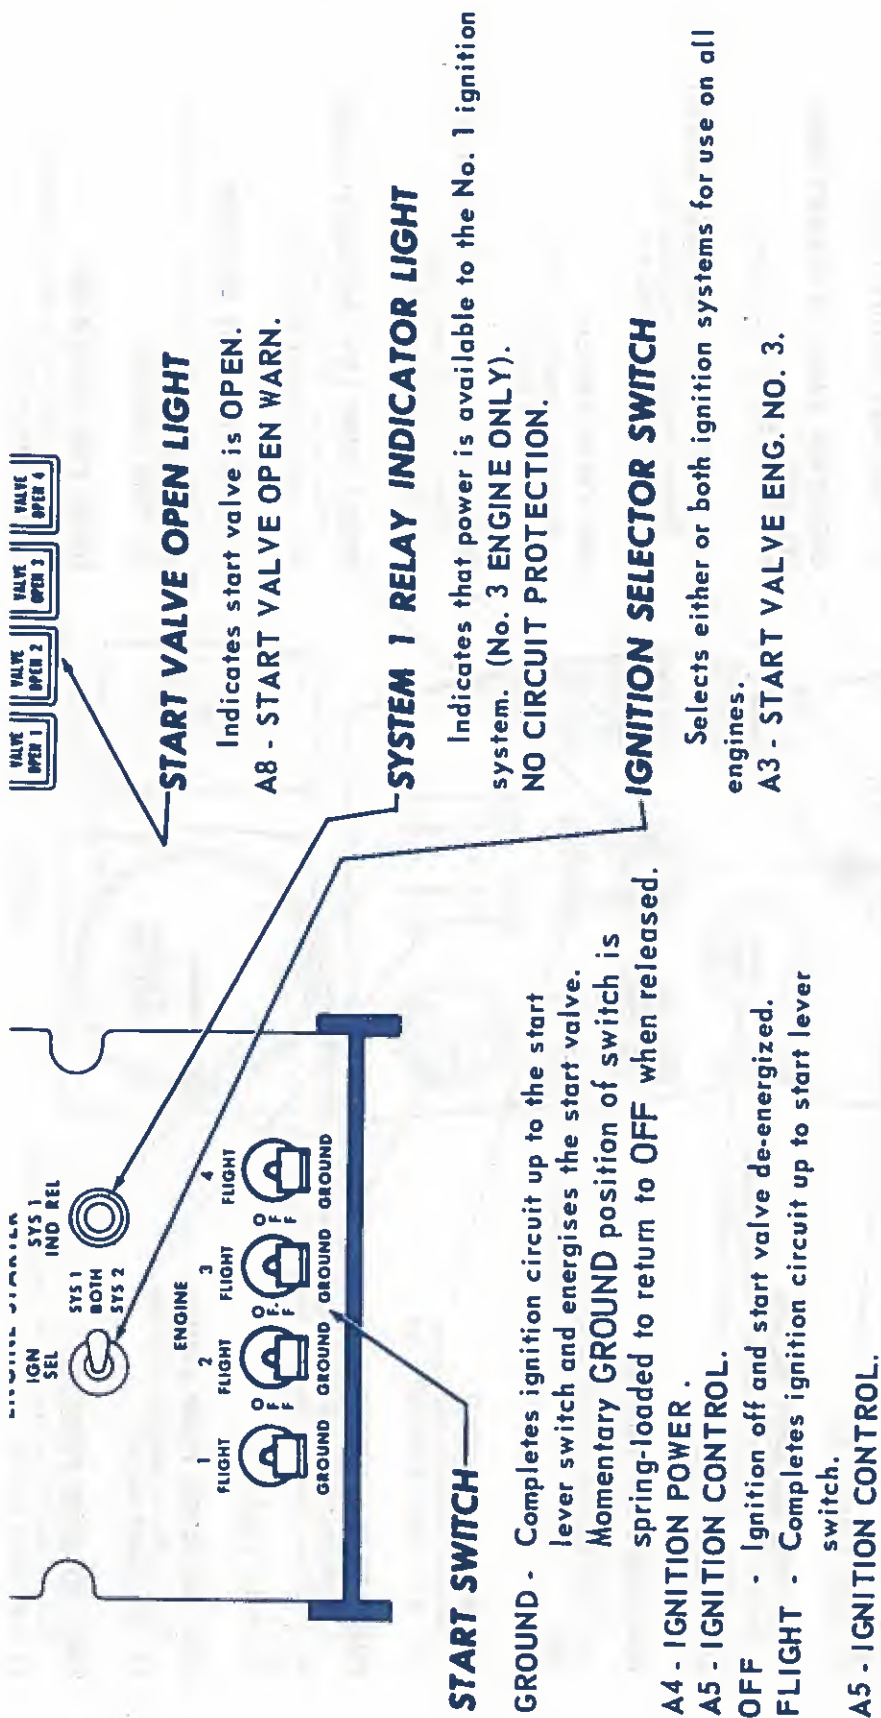 ENGINE STARTER
IGN
SEL
SYS 1
BOTH
SYS 2
SYS 1
IND REL
ENGINE
1
2
3
4
FLIGHT
FLIGHT
FLIGHT
FLIGHT
OFF
OFF
OFF
GROUND
GROUND
GROUND
GROUND
VALVE
OPEN 1
VALVE
OPEN 2
VALVE
OPEN 3
VALVE
OPEN 4
START SWITCH
GROUND - Completes ignition circuit up to the start
lever switch and energises the start valve.
Momentary GROUND position of switch is
spring-loaded to return to OFF when released.
A4 - IGNITION POWER .
A5 - IGNITION CONTROL.
OFF - Ignition off and start valve de-energized.
FLIGHT - Completes ignition circuit up to start lever
switch.
A5 - IGNITION CONTROL.
START VALVE OPEN LIGHT
Indicates start valve is OPEN.
A8 - START VALVE OPEN WARN.
SYSTEM 1 RELAY INDICATOR LIGHT
Indicates that power is available to the No. 1 ignition
system. (No. 3 ENGINE ONLY).
NO CIRCUIT PROTECTION.
IGNITION SELECTOR SWITCH
Selects either or both ignition systems for use on all
engines.
A3 - START VALVE ENG. NO. 3.